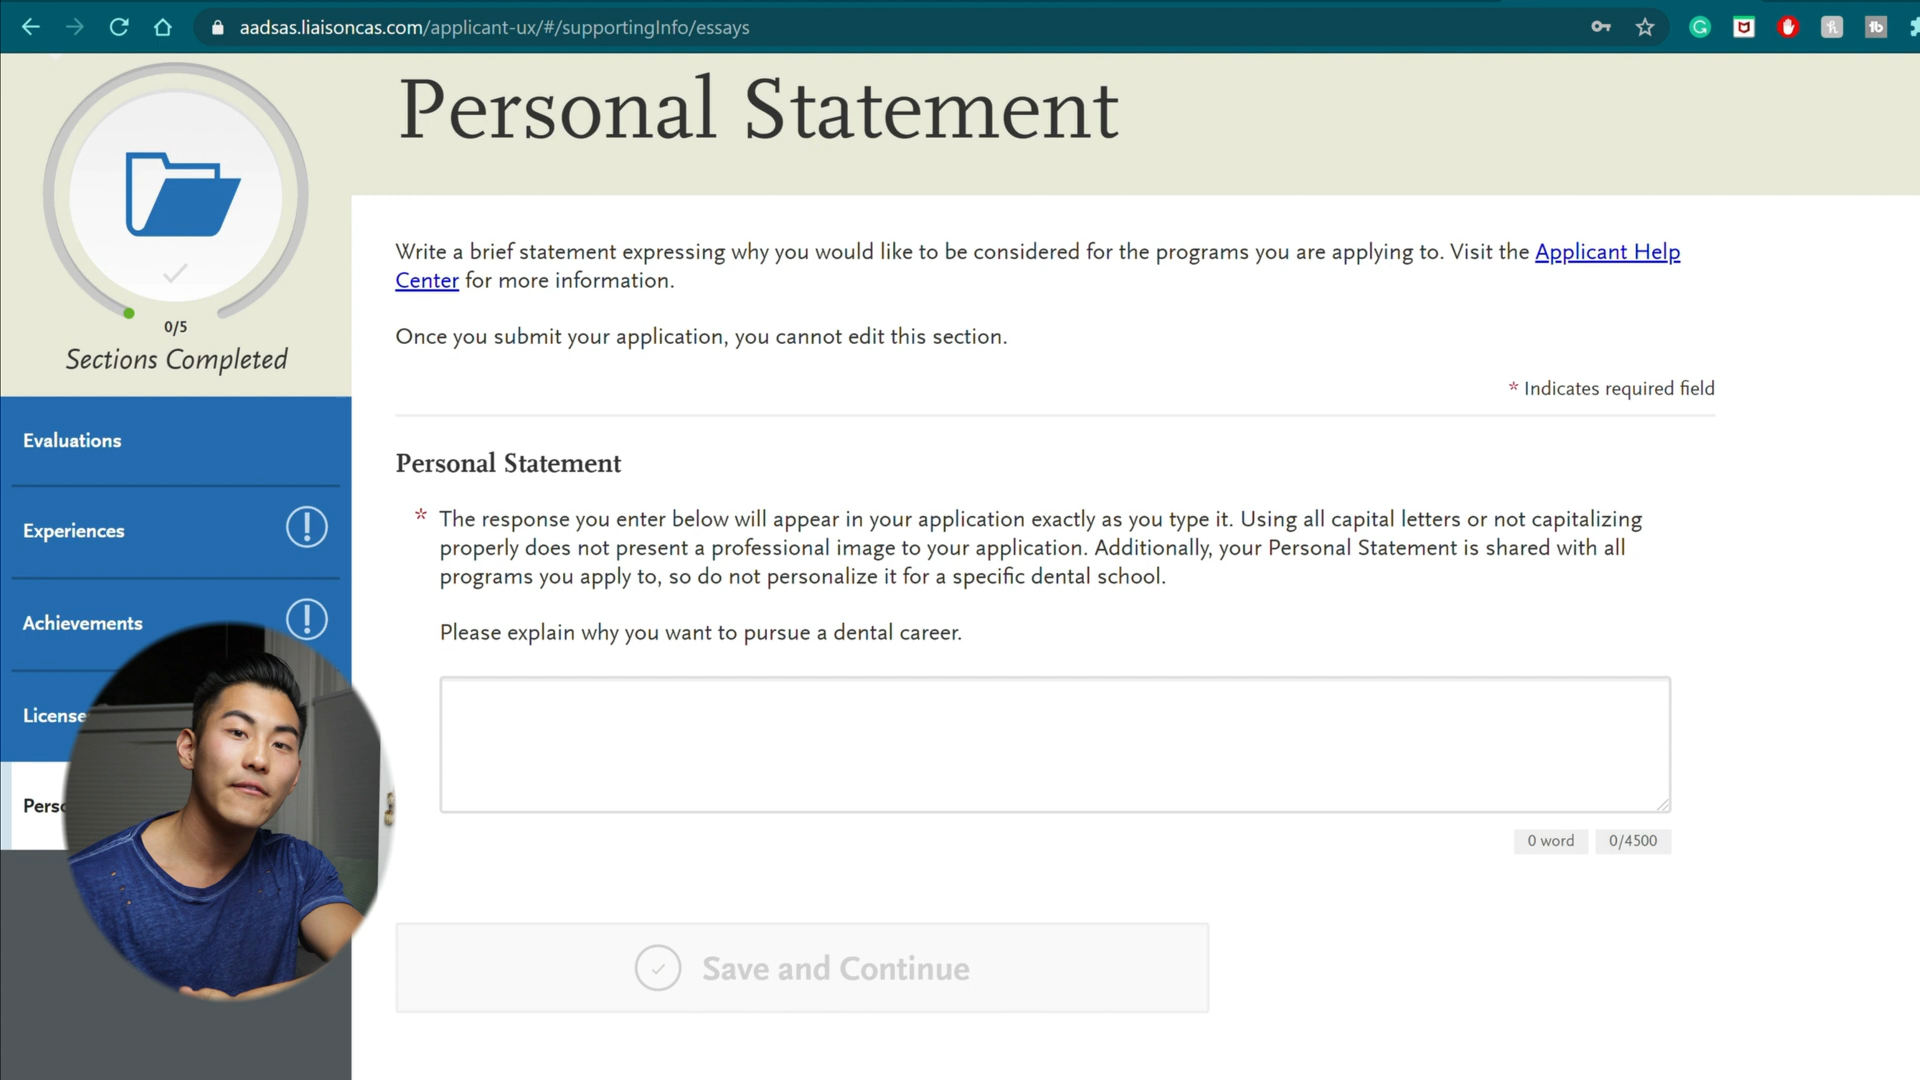 aadsas.liaisoncas.com/applicant-ux/#/supportingInfo/essays
Personal Statement
0/5
Sections Completed
Evaluations
Experiences
Achievements
License
Perso
Write a brief statement expressing why you would like to be considered for the programs you are applying to. Visit the Applicant Help
Center for more information.
Once you submit your application, you cannot edit this section.
* Indicates required field
Personal Statement
* The response you enter below will appear in your application exactly as you type it. Using all capital letters or not capitalizing
properly does not present a professional image to your application. Additionally, your Personal Statement is shared with all
programs you apply to, so do not personalize it for a specific dental school.
Please explain why you want to pursue a dental career.
0 word 0/4500
Save and Continue